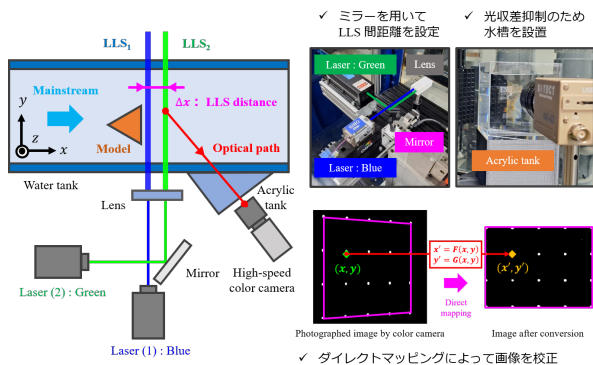 LLS₁
LLS₂
Mainstream
Δx： LLS distance
y
z
x
Model
Optical path
Water tank
Lens
Acrylic
tank
Mirror
High-speed
color camera
Laser (2) : Green
Laser (1) : Blue
✓ ミラーを用いて
LLS 間距離を設定
✓ 光収差抑制のため
水槽を設置
Laser : Green
Lens
Mirror
Laser : Blue
Acrylic tank
(x, y)
x′ = F(x, y)
y′ = G(x, y)
(x′, y′)
Direct
mapping
Photographed image by color camera
Image after conversion
✓ ダイレクトマッピングによって画像を校正